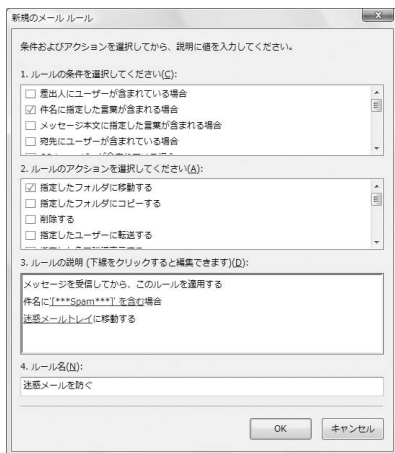 新規のメール ルール
条件およびアクションを選択してから、説明に値を入力してください。
1. ルールの条件を選択してください(C):
差出人にユーザーが含まれている場合
件名に指定した言葉が含まれる場合
メッセージ本文に指定した言葉が含まれる場合
宛先にユーザーが含まれている場合
2. ルールのアクションを選択してください(A):
指定したフォルダに移動する
指定したフォルダにコピーする
削除する
指定したユーザーに転送する
3. ルールの説明 (下線をクリックすると編集できます)(D):
メッセージを受信してから、このルールを適用する
件名に'[***Spam***]' を含む場合
迷惑メールトレイに移動する
4. ルール名(N):
迷惑メールを防ぐ
OK キャンセル